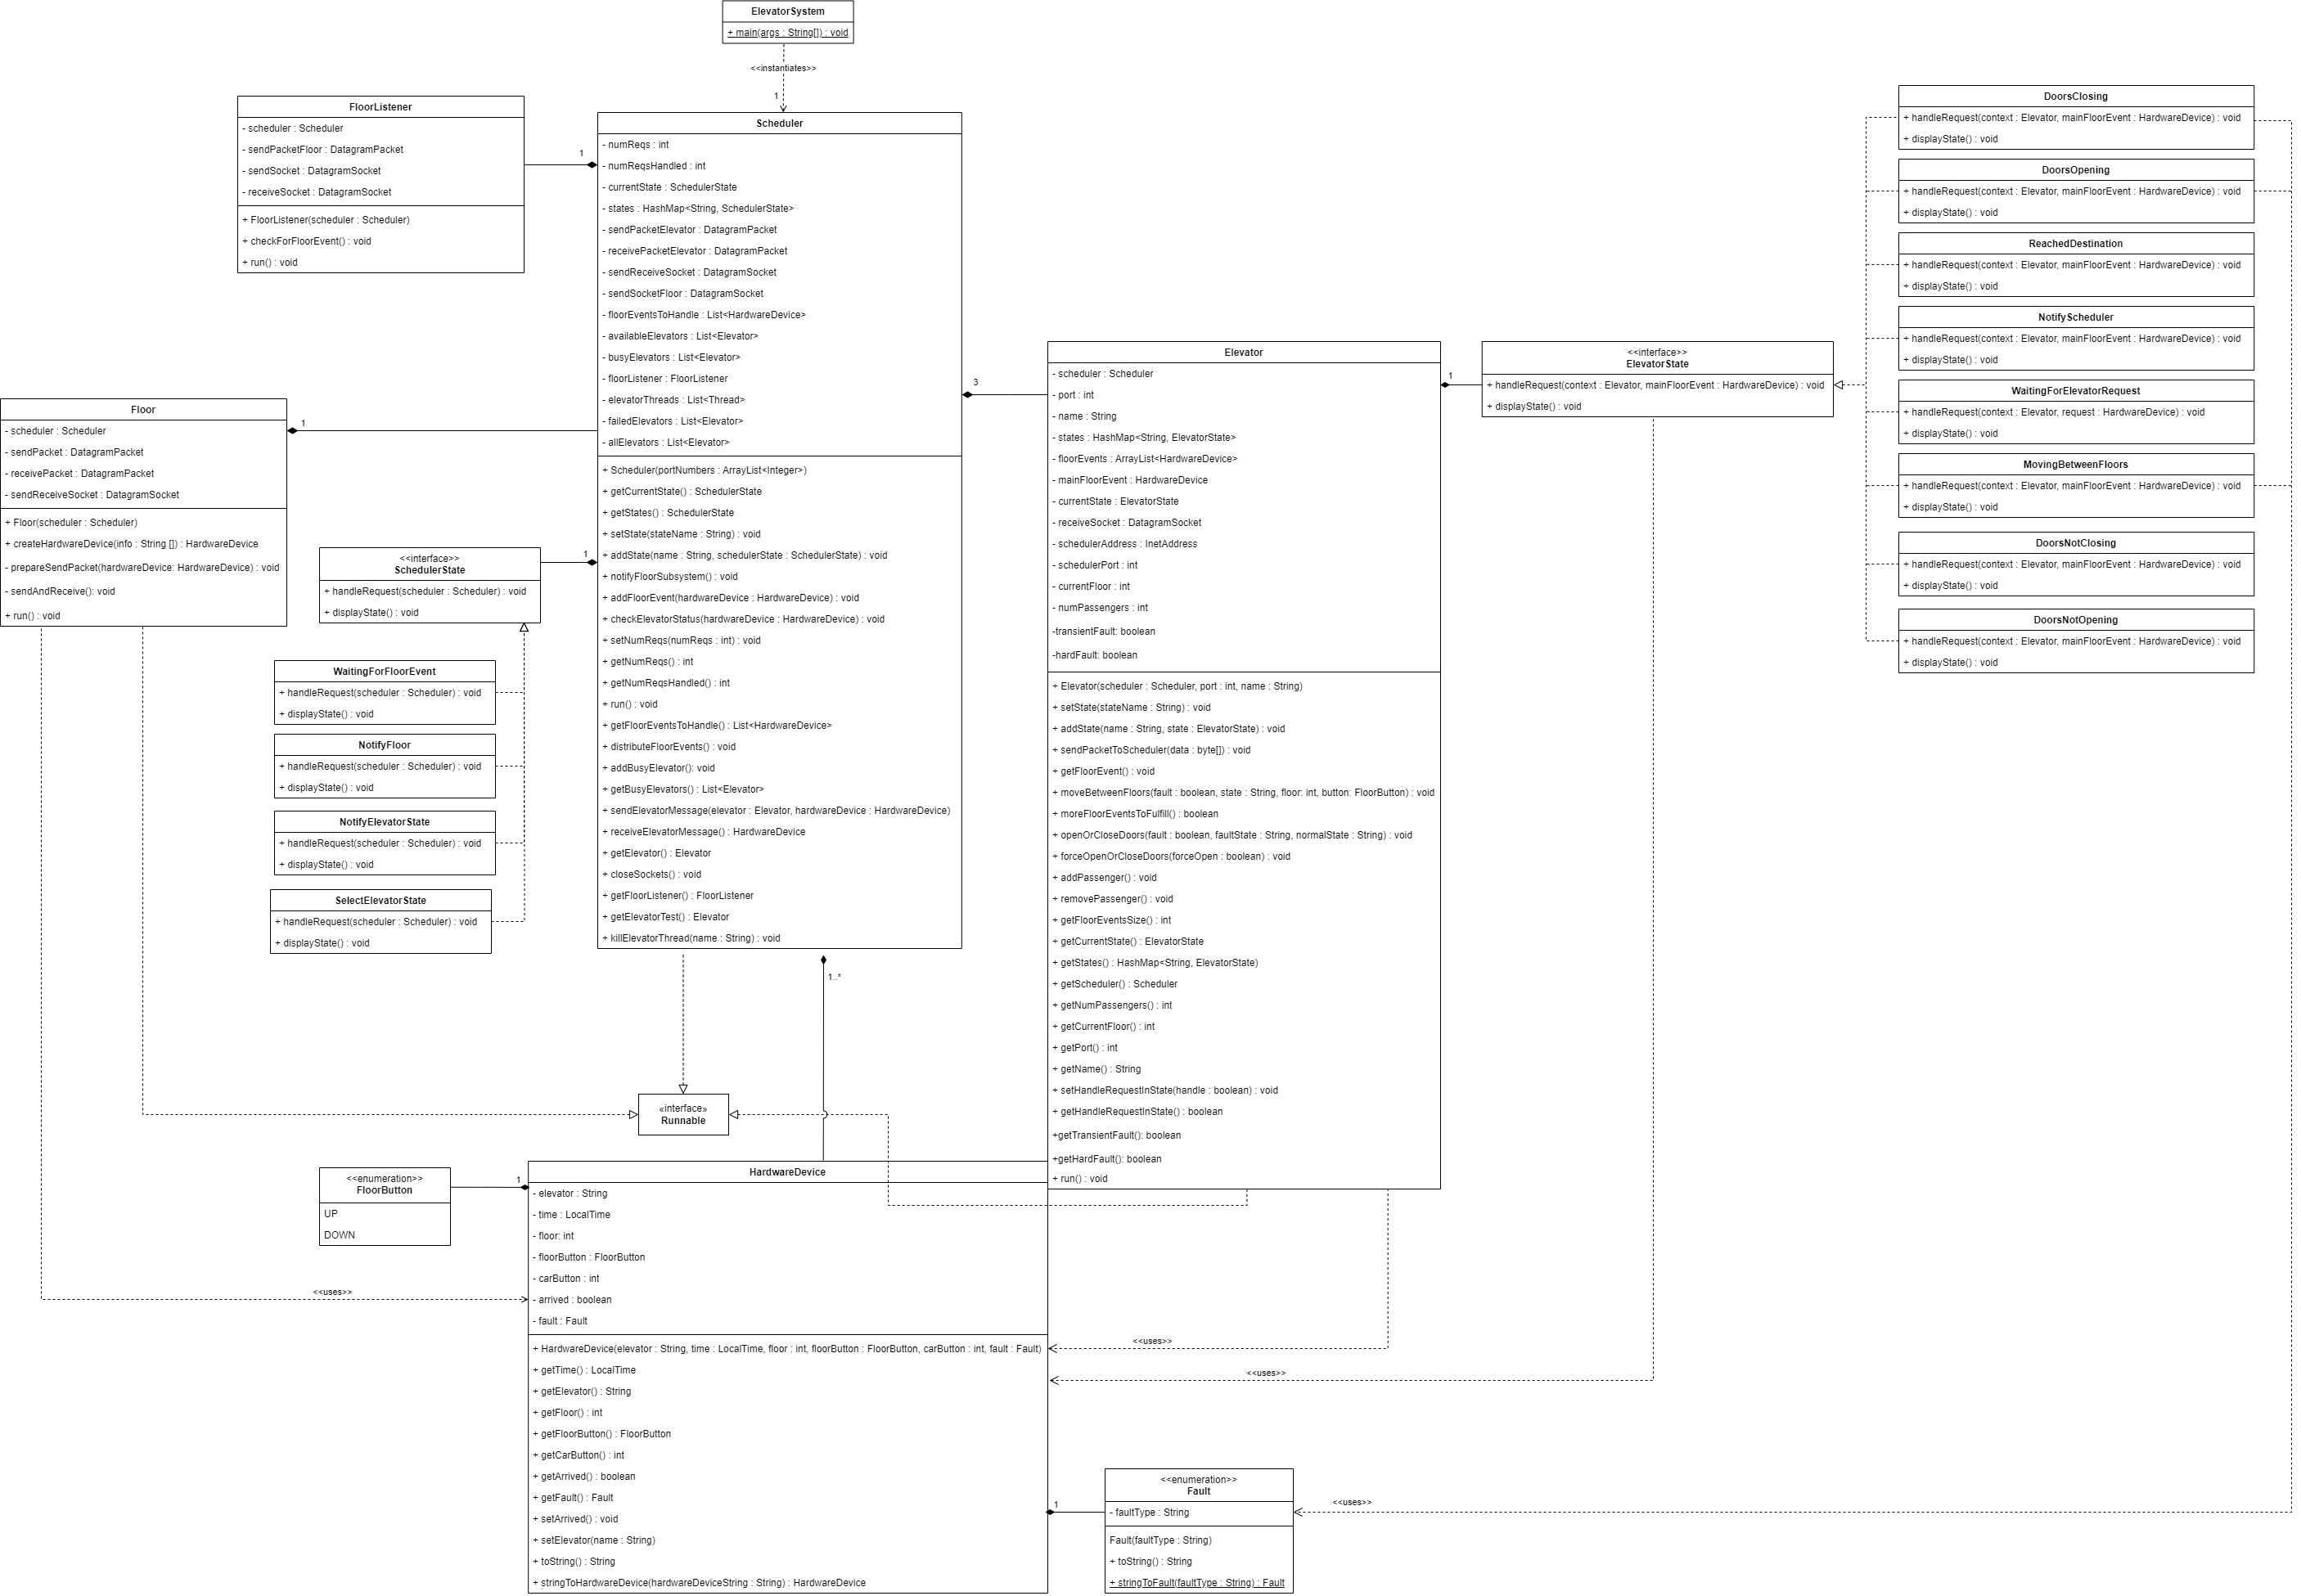 ElevatorSystem
+ main(args : String[]) : void
<<instantiates>>
1
FloorListener
- scheduler : Scheduler
- sendPacketFloor : DatagramPacket
- sendSocket : DatagramSocket
- receiveSocket : DatagramSocket
+ FloorListener(scheduler : Scheduler)
+ checkForFloorEvent() : void
+ run() : void
1
Scheduler
- numReqs : int
- numReqsHandled : int
- currentState : SchedulerState
- states : HashMap<String, SchedulerState>
- sendPacketElevator : DatagramPacket
- receivePacketElevator : DatagramPacket
- sendReceiveSocket : DatagramSocket
- sendSocketFloor : DatagramSocket
- floorEventsToHandle : List<HardwareDevice>
- availableElevators : List<Elevator>
- busyElevators : List<Elevator>
- floorListener : FloorListener
- elevatorThreads : List<Thread>
- failedElevators : List<Elevator>
- allElevators : List<Elevator>
+ Scheduler(portNumbers : ArrayList<Integer>)
+ getCurrentState() : SchedulerState
+ getStates() : SchedulerState
+ setState(stateName : String) : void
+ addState(name : String, schedulerState : SchedulerState) : void
+ notifyFloorSubsystem() : void
+ addFloorEvent(hardwareDevice : HardwareDevice) : void
+ checkElevatorStatus(hardwareDevice : HardwareDevice) : void
+ setNumReqs(numReqs : int) : void
+ getNumReqs() : int
+ getNumReqsHandled() : int
+ run() : void
+ getFloorEventsToHandle() : List<HardwareDevice>
+ distributeFloorEvents() : void
+ addBusyElevator(): void
+ getBusyElevators() : List<Elevator>
+ sendElevatorMessage(elevator : Elevator, hardwareDevice : HardwareDevice)
+ receiveElevatorMessage() : HardwareDevice
+ getElevator() : Elevator
+ closeSockets() : void
+ getFloorListener() : FloorListener
+ getElevatorTest() : Elevator
+ killElevatorThread(name : String) : void
3
1..*
Floor
- scheduler : Scheduler
- sendPacket : DatagramPacket
- receivePacket : DatagramPacket
- sendReceiveSocket : DatagramSocket
+ Floor(scheduler : Scheduler)
+ createHardwareDevice(info : String []) : HardwareDevice
- prepareSendPacket(hardwareDevice: HardwareDevice) : void
- sendAndReceive(): void
+ run() : void
1
<<interface>>
SchedulerState
+ handleRequest(scheduler : Scheduler) : void
+ displayState() : void
1
WaitingForFloorEvent
+ handleRequest(scheduler : Scheduler) : void
+ displayState() : void
NotifyFloor
+ handleRequest(scheduler : Scheduler) : void
+ displayState() : void
NotifyElevatorState
+ handleRequest(scheduler : Scheduler) : void
+ displayState() : void
SelectElevatorState
+ handleRequest(scheduler : Scheduler) : void
+ displayState() : void
Elevator
- scheduler : Scheduler
- port : int
- name : String
- states : HashMap<String, ElevatorState>
- floorEvents : ArrayList<HardwareDevice>
- mainFloorEvent : HardwareDevice
- currentState : ElevatorState
- receiveSocket : DatagramSocket
- schedulerAddress : InetAddress
- schedulerPort : int
- currentFloor : int
- numPassengers : int
-transientFault: boolean
-hardFault: boolean
+ Elevator(scheduler : Scheduler, port : int, name : String)
+ setState(stateName : String) : void
+ addState(name : String, state : ElevatorState) : void
+ sendPacketToScheduler(data : byte[]) : void
+ getFloorEvent() : void
+ moveBetweenFloors(fault : boolean, state : String, floor: int, button: FloorButton) : void
+ moreFloorEventsToFulfill() : boolean
+ openOrCloseDoors(fault : boolean, faultState : String, normalState : String) : void
+ forceOpenOrCloseDoors(forceOpen : boolean) : void
+ addPassenger() : void
+ removePassenger() : void
+ getFloorEventsSize() : int
+ getCurrentState() : ElevatorState
+ getStates() : HashMap<String, ElevatorState)
+ getScheduler() : Scheduler
+ getNumPassengers() : int
+ getCurrentFloor() : int
+ getPort() : int
+ getName() : String
+ setHandleRequestInState(handle : boolean) : void
+ getHandleRequestInState() : boolean
+getTransientFault(): boolean
+getHardFault(): boolean
+ run() : void
1
<<interface>>
ElevatorState
+ handleRequest(context : Elevator, mainFloorEvent : HardwareDevice) : void
+ displayState() : void
DoorsClosing
+ handleRequest(context : Elevator, mainFloorEvent : HardwareDevice) : void
+ displayState() : void
DoorsOpening
+ handleRequest(context : Elevator, mainFloorEvent : HardwareDevice) : void
+ displayState() : void
ReachedDestination
+ handleRequest(context : Elevator, mainFloorEvent : HardwareDevice) : void
+ displayState() : void
NotifyScheduler
+ handleRequest(context : Elevator, mainFloorEvent : HardwareDevice) : void
+ displayState() : void
WaitingForElevatorRequest
+ handleRequest(context : Elevator, request : HardwareDevice) : void
+ displayState() : void
MovingBetweenFloors
+ handleRequest(context : Elevator, mainFloorEvent : HardwareDevice) : void
+ displayState() : void
DoorsNotClosing
+ handleRequest(context : Elevator, mainFloorEvent : HardwareDevice) : void
+ displayState() : void
DoorsNotOpening
+ handleRequest(context : Elevator, mainFloorEvent : HardwareDevice) : void
+ displayState() : void
«interface»
Runnable
<<enumeration>>
FloorButton
UP
DOWN
1
HardwareDevice
- elevator : String
- time : LocalTime
- floor: int
- floorButton : FloorButton
- carButton : int
- arrived : boolean
- fault : Fault
+ HardwareDevice(elevator : String, time : LocalTime, floor : int, floorButton : FloorButton, carButton : int, fault : Fault)
+ getTime() : LocalTime
+ getElevator() : String
+ getFloor() : int
+ getFloorButton() : FloorButton
+ getCarButton() : int
+ getArrived() : boolean
+ getFault() : Fault
+ setArrived() : void
+ setElevator(name : String)
+ toString() : String
+ stringToHardwareDevice(hardwareDeviceString : String) : HardwareDevice
<<uses>>
<<uses>>
<<uses>>
1
<<enumeration>>
Fault
- faultType : String
Fault(faultType : String)
+ toString() : String
+ stringToFault(faultType : String) : Fault
<<uses>>